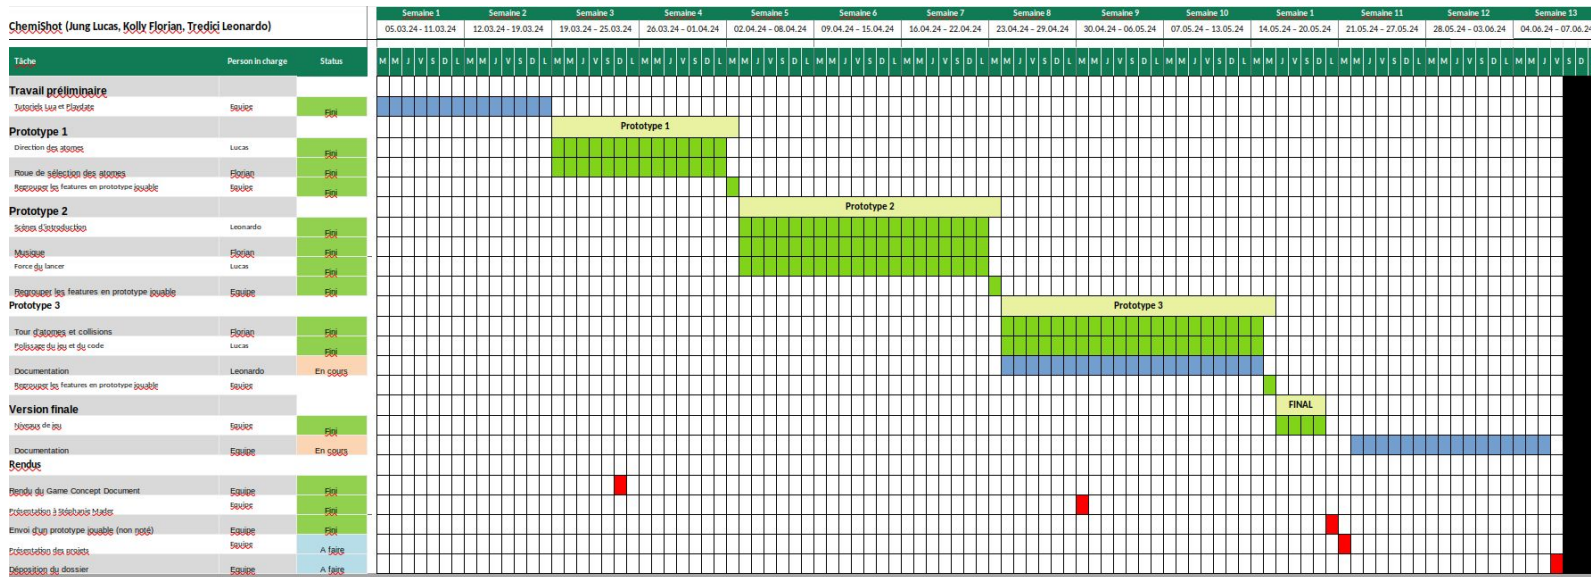 Semaine 1 Semaine 2 Semaine 3 Semaine 4 Semaine 5 Semaine 6 Semaine 7 Semaine 8 Semaine 9 Semaine 10 Semaine 1 Semaine 11 Semaine 12 Semaine 13
ChemiShot (Jung Lucas, Kolly Florian, Tredici Leonardo)
05.03.24 - 11.03.24 12.03.24 - 19.03.24 19.03.24 – 25.03.24 26.03.24 – 01.04.24 02.04.24 – 08.04.24 09.04.24 – 15.04.24 16.04.24 – 22.04.24 23.04.24 – 29.04.24 30.04.24 – 06.05.24 07.05.24 – 13.05.24 14.05.24 – 20.05.24 21.05.24 – 27.05.24 28.05.24 – 03.06.24 04.06.24 – 07.06.24
Tâche Person in charge Status M M J V S D L M M J V S D L M M J V S D L M M J V S D L M M J V S D L M M J V S D L M M J V S D L M M J V S D L M M J V S D L M M J V S D L M M J V S D L M M J V S D L M M J V S D L M M J V S D
Travail préliminaire
Tutoriels Lua et Playdate Equipe Fini
Prototype 1 Prototype 1
Direction des atomes Lucas Fini
Roue de sélection des atomes Florian Fini
Regrouper les features en prototype jouable Equipe Fini
Prototype 2 Prototype 2
Scènes d'introduction Leonardo Fini
Musique Florian Fini
Force du lancer Lucas Fini
Regrouper les features en prototype jouable Equipe Fini
Prototype 3 Prototype 3
Tour d'atomes et collisions Florian Fini
Polissage du jeu et du code Lucas Fini
Documentation Leonardo En cours
Regrouper les features en prototype jouable Equipe
Version finale FINAL
Niveaux de jeu Equipe Fini
Documentation Equipe En cours
Rendus
Rendu du Game Concept Document Equipe Fini
Présentation à Stéphanie Mader Equipe Fini
Envoi d'un prototype jouable (non noté) Equipe Fini
Présentation des projets Equipe A faire
Déposition du dossier Equipe A faire